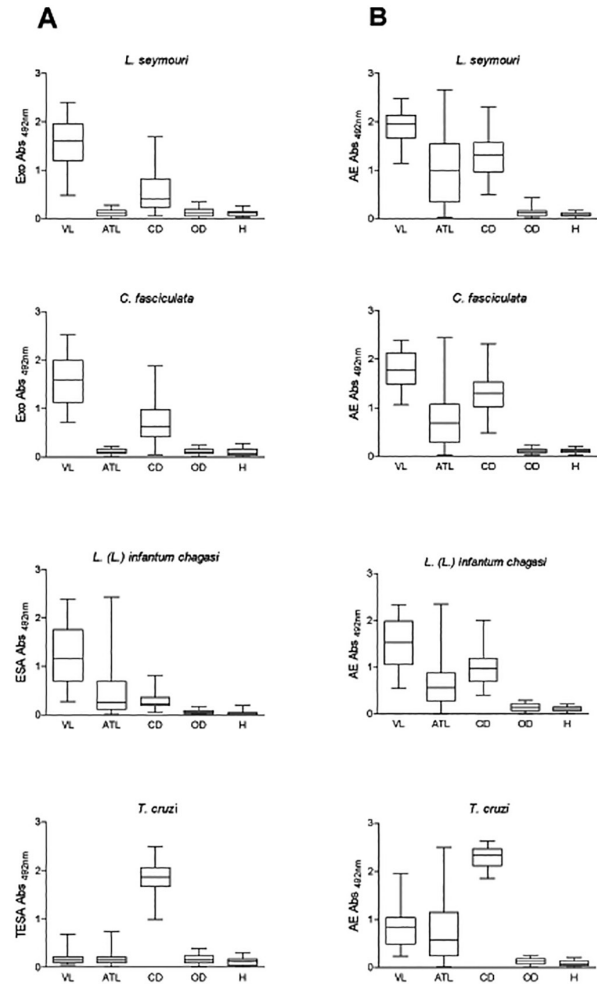 A
B
L. seymouri
3
2
1
0
Exo Abs 492nm
VL ATL CD OD H
L. seymouri
3
2
1
0
AE Abs 492nm
VL ATL CD OD H
C. fasciculata
3
2
1
0
Exo Abs 492nm
VL ATL CD OD H
C. fasciculata
3
2
1
0
AE Abs 492nm
VL ATL CD OD H
L. (L.) infantum chagasi
3
2
1
0
ESA Abs 492nm
VL ATL CD OD H
L. (L.) infantum chagasi
3
2
1
0
AE Abs 492nm
VL ATL CD OD H
T. cruzi
3
2
1
0
TESA Abs 492nm
VL ATL CD OD H
T. cruzi
3
2
1
0
AE Abs 492nm
VL ATL CD OD H